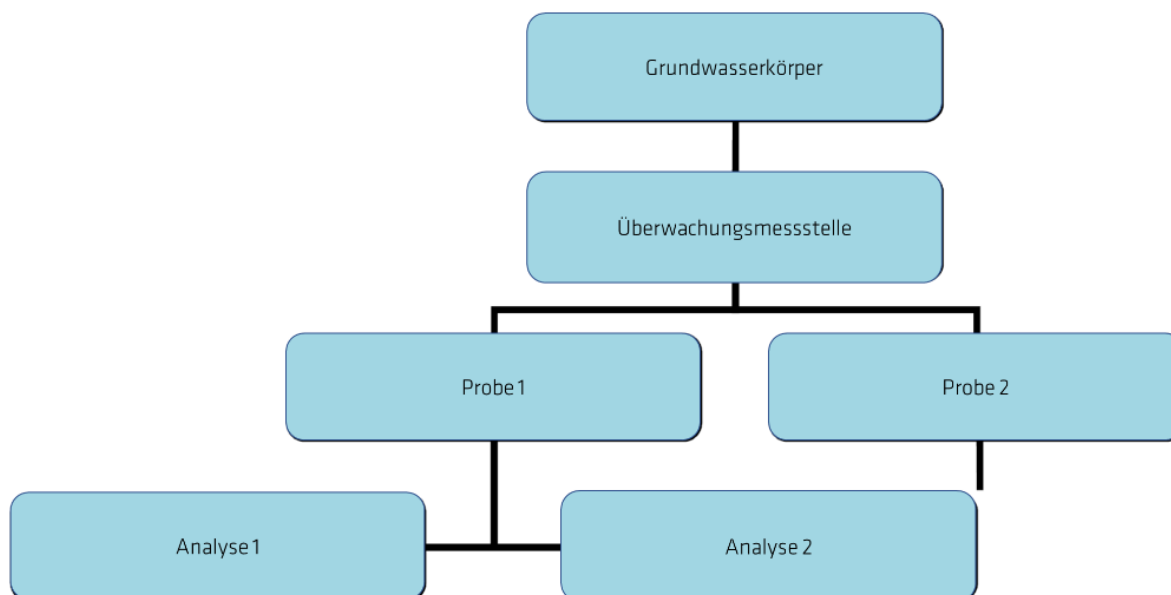 Grundwasserkörper
Überwachungsmessstelle
Probe 1
Probe 2
Analyse 1
Analyse 2